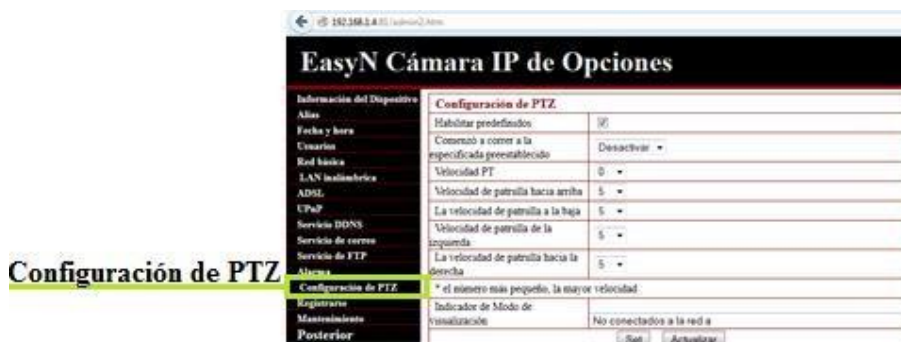 192.168.1.4:81/admin2.htm
EasyN Cámara IP de Opciones
Información del Dispositivo
Alias
Fecha y hora
Usuarios
Red básica
LAN inalámbrica
ADSL
UPnP
Servicio DDNS
Servicio de correo
Servicio de FTP
Alarma
Configuración de PTZ
Registrarse
Mantenimiento
Posterior
Configuración de PTZ
Configuración de PTZ
Habilitar predefinidos
Comenzó a correr a la
especificada preestablecido
Desactivar
Velocidad PT
0
Velocidad de patrulla hacia arriba
5
La velocidad de patrulla a la baja
5
Velocidad de patrulla de la
izquierda
5
La velocidad de patrulla hacia la
derecha
5
* el número más pequeño, la mayor velocidad
Indicador de Modo de
visualización
No conectados a la red a
Set
Actualizar